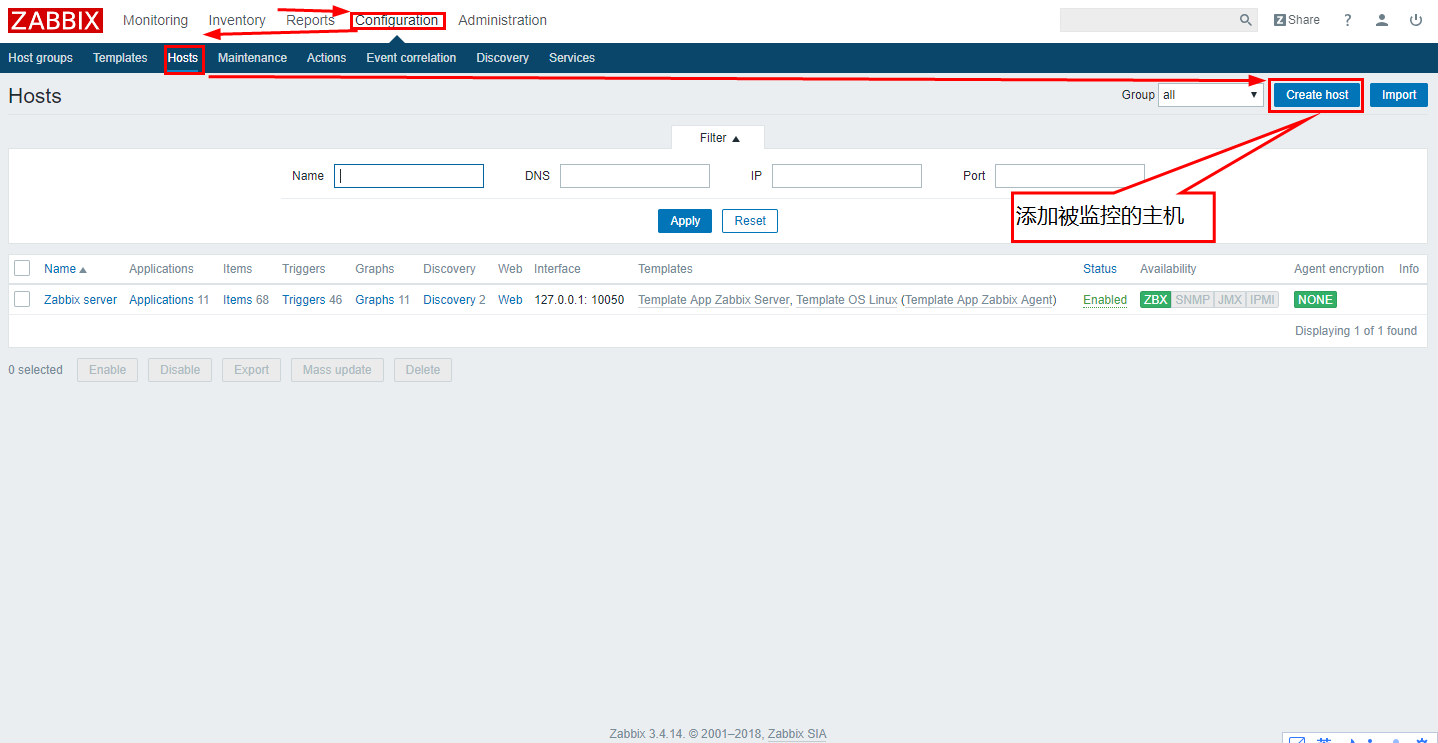 ZABBIX Monitoring Inventory Reports Configuration Administration Z Share ?
Host groups Templates Hosts Maintenance Actions Event correlation Discovery Services
Hosts Group all Create host Import
Filter
Name DNS IP Port
添加被监控的主机
Apply Reset
Name Applications Items Triggers Graphs Discovery Web Interface Templates Status Availability Agent encryption Info
Zabbix server Applications 11 Items 68 Triggers 46 Graphs 11 Discovery 2 Web 127.0.0.1: 10050 Template App Zabbix Server, Template OS Linux (Template App Zabbix Agent) Enabled ZBX SNMP JMX IPMI NONE
Displaying 1 of 1 found
0 selected Enable Disable Export Mass update Delete
Zabbix 3.4.14. © 2001–2018, Zabbix SIA